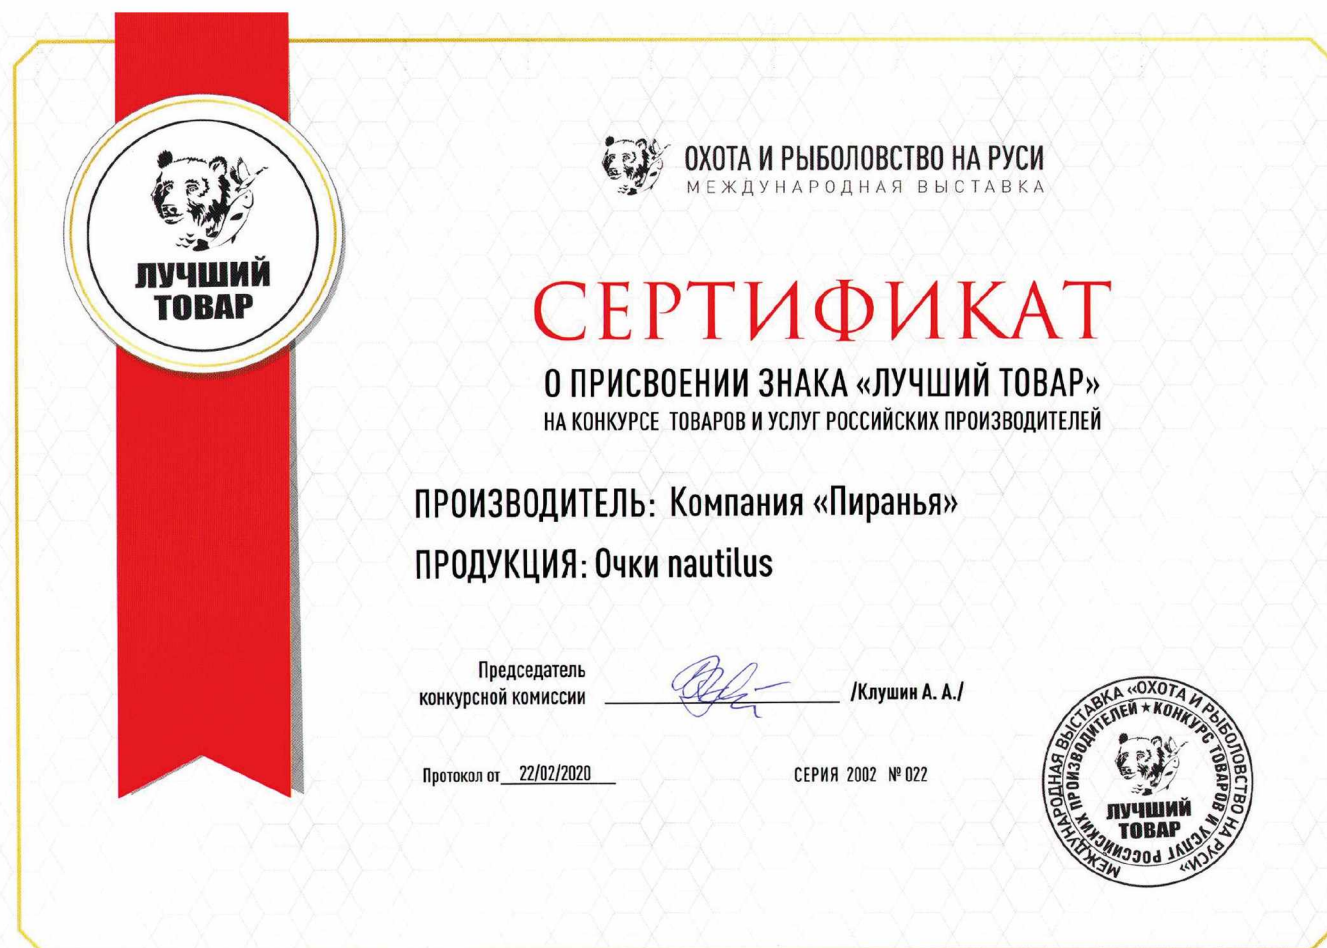 ЛУЧШИЙ
ТОВАР
ОХОТА И РЫБОЛОВСТВО НА РУСИ
МЕЖДУНАРОДНАЯ ВЫСТАВКА
СЕРТИФИКАТ
О ПРИСВОЕНИИ ЗНАКА «ЛУЧШИЙ ТОВАР»
НА КОНКУРСЕ ТОВАРОВ И УСЛУГ РОССИЙСКИХ ПРОИЗВОДИТЕЛЕЙ
ПРОИЗВОДИТЕЛЬ: Компания «Пиранья»
ПРОДУКЦИЯ: Очки nautilus
Председатель
конкурсной комиссии
/Клушин А. А./
Протокол от 22/02/2020
СЕРИЯ 2002 № 022
МЕЖДУНАРОДНАЯ ВЫСТАВКА «ОХОТА И РЫБОЛОВСТВО НА РУСИ»
КОНКУРС ТОВАРОВ И УСЛУГ РОССИЙСКИХ ПРОИЗВОДИТЕЛЕЙ ★
ЛУЧШИЙ
ТОВАР